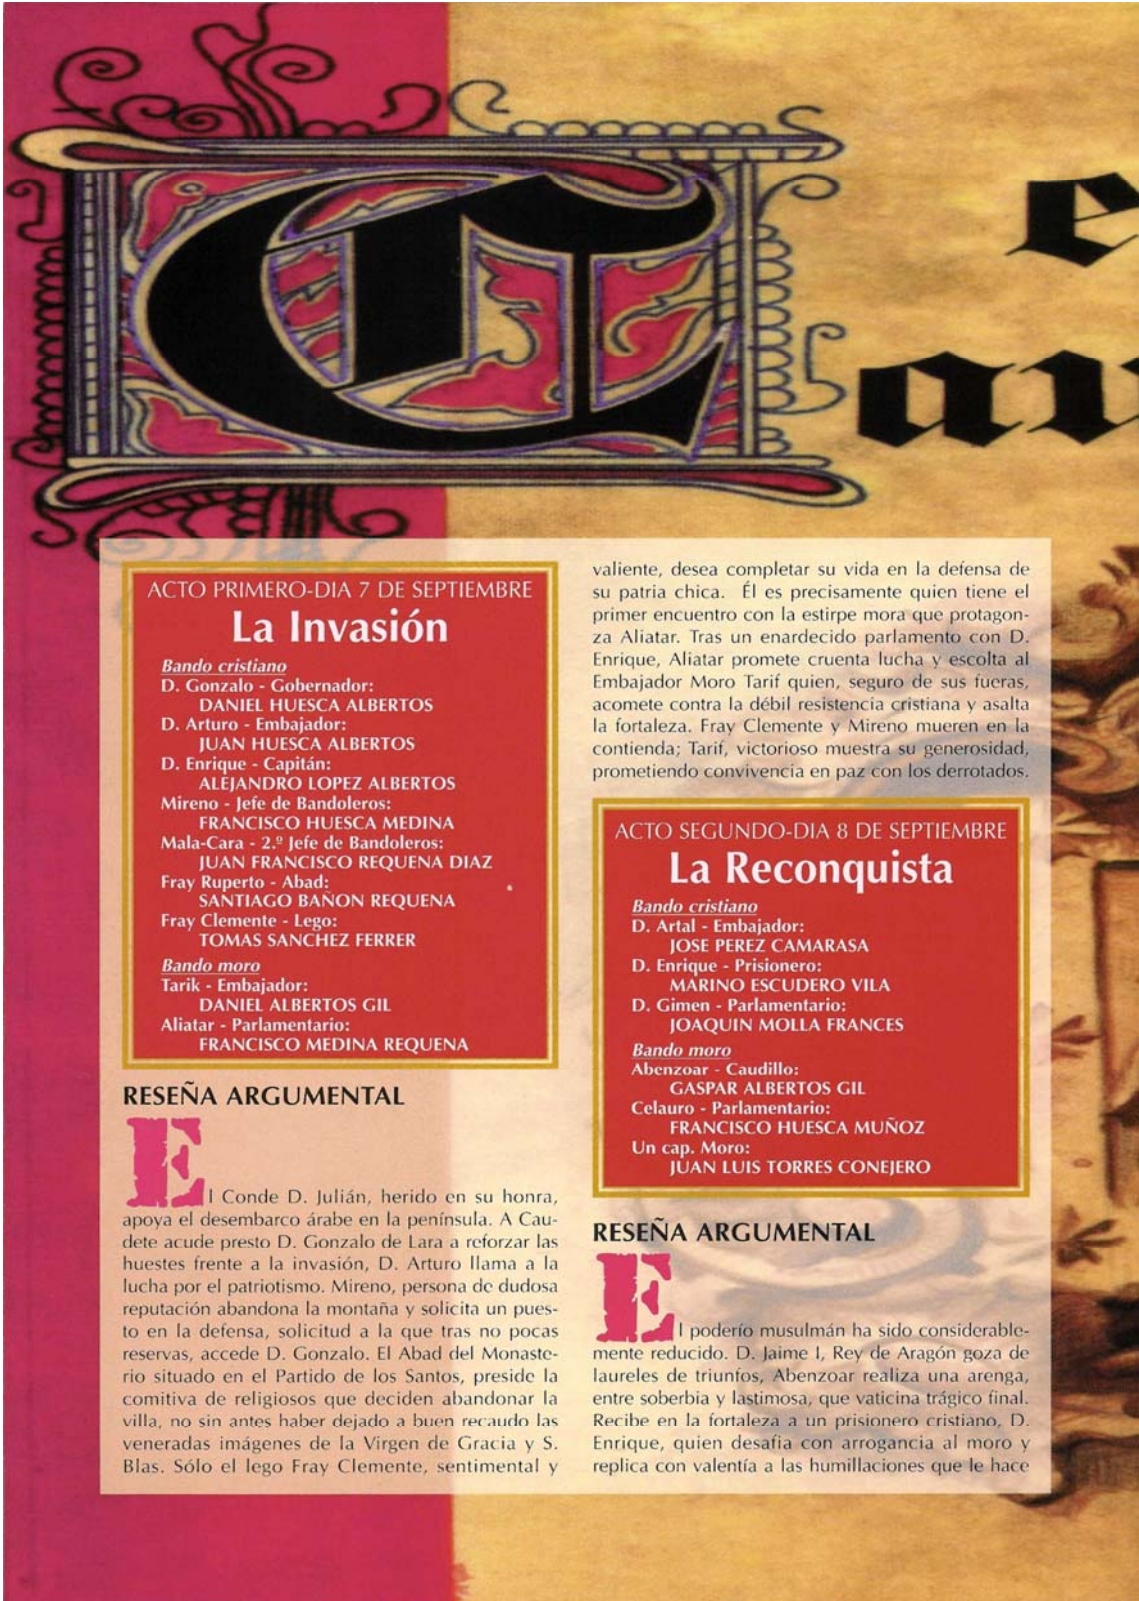 C e
an
ACTO PRIMERO-DIA 7 DE SEPTIEMBRE
La Invasión
Bando cristiano
D. Gonzalo - Gobernador:
DANIEL HUESCA ALBERTOS
D. Arturo - Embajador:
JUAN HUESCA ALBERTOS
D. Enrique - Capitán:
ALEJANDRO LOPEZ ALBERTOS
Mireno - Jefe de Bandoleros:
FRANCISCO HUESCA MEDINA
Mala-Cara - 2.º Jefe de Bandoleros:
JUAN FRANCISCO REQUENA DIAZ
Fray Ruperto - Abad:
SANTIAGO BAÑON REQUENA
Fray Clemente - Lego:
TOMAS SANCHEZ FERRER
Bando moro
Tarik - Embajador:
DANIEL ALBERTOS GIL
Aliatar - Parlamentario:
FRANCISCO MEDINA REQUENA
RESEÑA ARGUMENTAL
El Conde D. Julián, herido en su honra,
apoya el desembarco árabe en la península. A Cau-
dete acude presto D. Gonzalo de Lara a reforzar las
huestes frente a la invasión, D. Arturo llama a la
lucha por el patriotismo. Mireno, persona de dudosa
reputación abandona la montaña y solicita un pues-
to en la defensa, solicitud a la que tras no pocas
reservas, accede D. Gonzalo. El Abad del Monaste-
rio situado en el Partido de los Santos, preside la
comitiva de religiosos que deciden abandonar la
villa, no sin antes haber dejado a buen recaudo las
veneradas imágenes de la Virgen de Gracia y S.
Blas. Sólo el lego Fray Clemente, sentimental y
valiente, desea completar su vida en la defensa de
su patria chica. Él es precisamente quien tiene el
primer encuentro con la estirpe mora que protagon-
za Aliatar. Tras un enardecido parlamento con D.
Enrique, Aliatar promete cruenta lucha y escolta al
Embajador Moro Tarif quien, seguro de sus fueras,
acomete contra la débil resistencia cristiana y asalta
la fortaleza. Fray Clemente y Mireno mueren en la
contienda; Tarif, victorioso muestra su generosidad,
prometiendo convivencia en paz con los derrotados.
ACTO SEGUNDO-DIA 8 DE SEPTIEMBRE
La Reconquista
Bando cristiano
D. Artal - Embajador:
JOSE PEREZ CAMARASA
D. Enrique - Prisionero:
MARINO ESCUDERO VILA
D. Gimen - Parlamentario:
JOAQUIN MOLLA FRANCES
Bando moro
Abenzoar - Caudillo:
GASPAR ALBERTOS GIL
Celauro - Parlamentario:
FRANCISCO HUESCA MUÑOZ
Un cap. Moro:
JUAN LUIS TORRES CONEJERO
RESEÑA ARGUMENTAL
El poderío musulmán ha sido considerable-
mente reducido. D. Jaime I, Rey de Aragón goza de
laureles de triunfos, Abenzoar realiza una arenga,
entre soberbia y lastimosa, que vaticina trágico final.
Recibe en la fortaleza a un prisionero cristiano, D.
Enrique, quien desafia con arrogancia al moro y
replica con valentía a las humillaciones que le hace